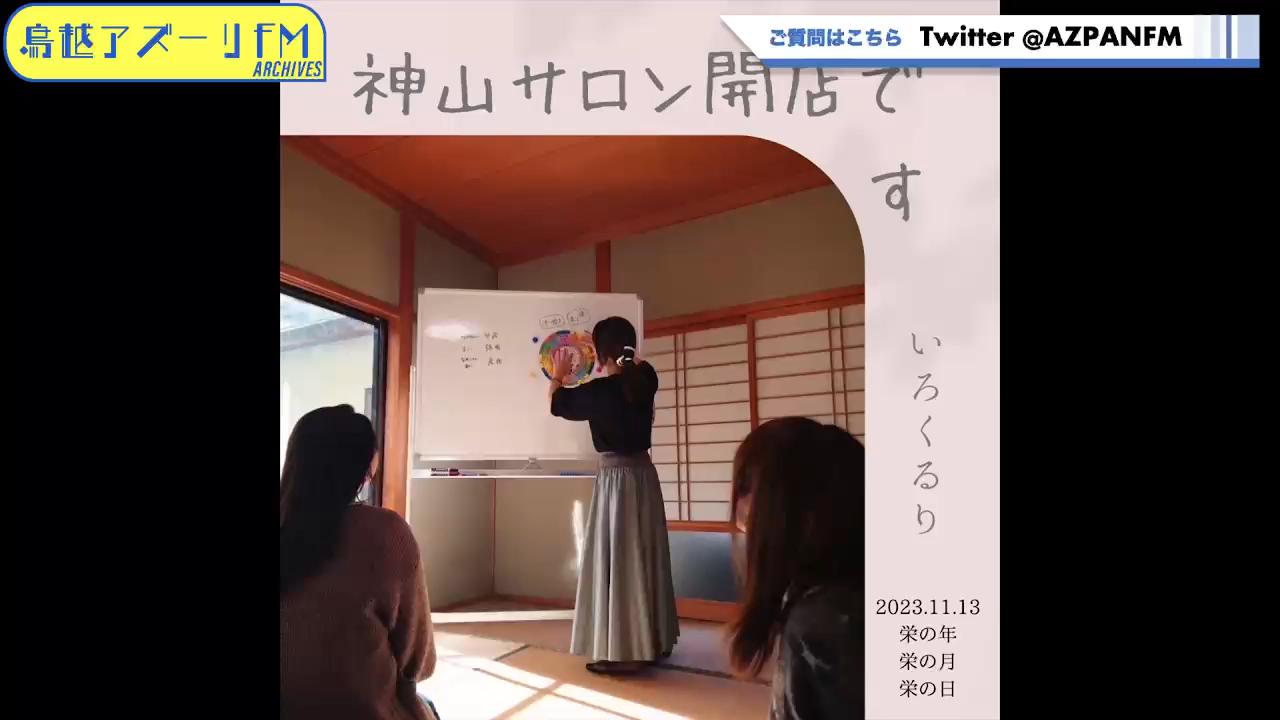 鳥越アズーリFM
ARCHIVES
ご質問はこちら Twitter @AZPANFM
神山サロン開店で
す
いろくるり
2023.11.13
栄の年
栄の月
栄の日